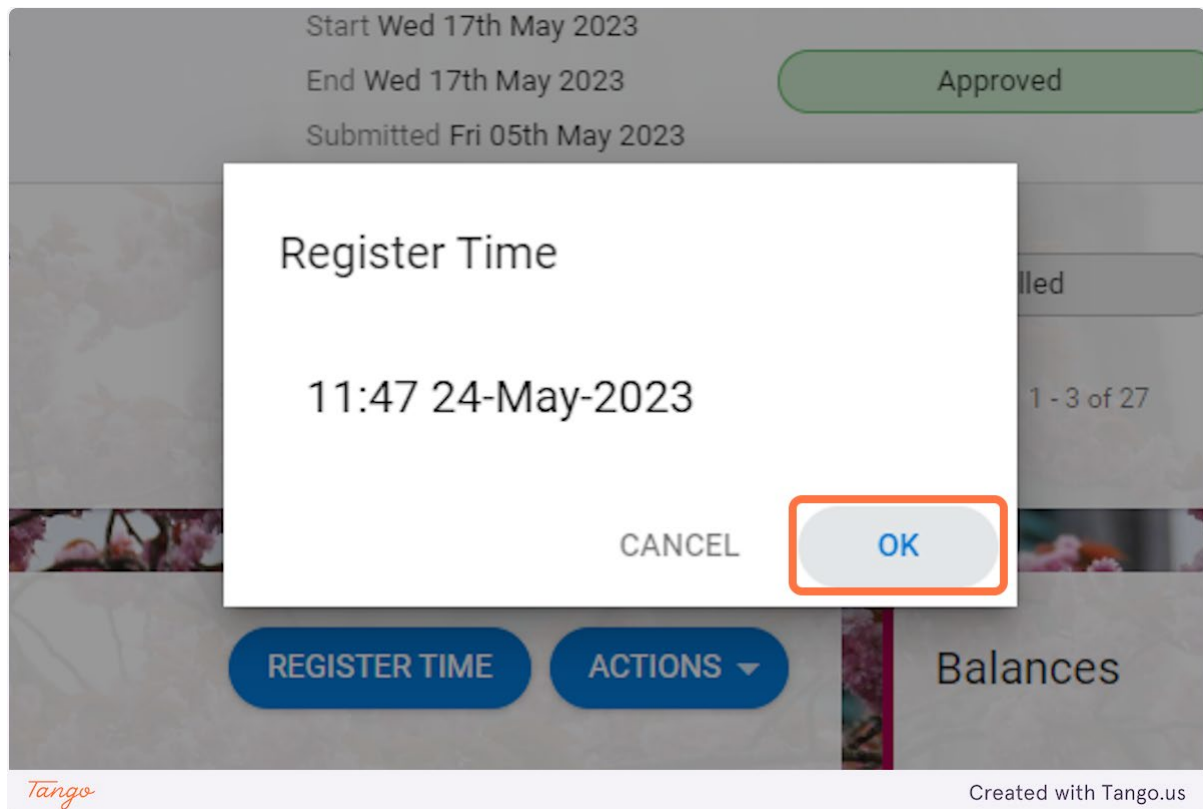 Start Wed 17th May 2023
End Wed 17th May 2023
Approved
Submitted Fri 05th May 2023
Register Time
11:47 24-May-2023
lled
1 - 3 of 27
CANCEL
OK
REGISTER TIME
ACTIONS
Balances
Tango
Created with Tango.us